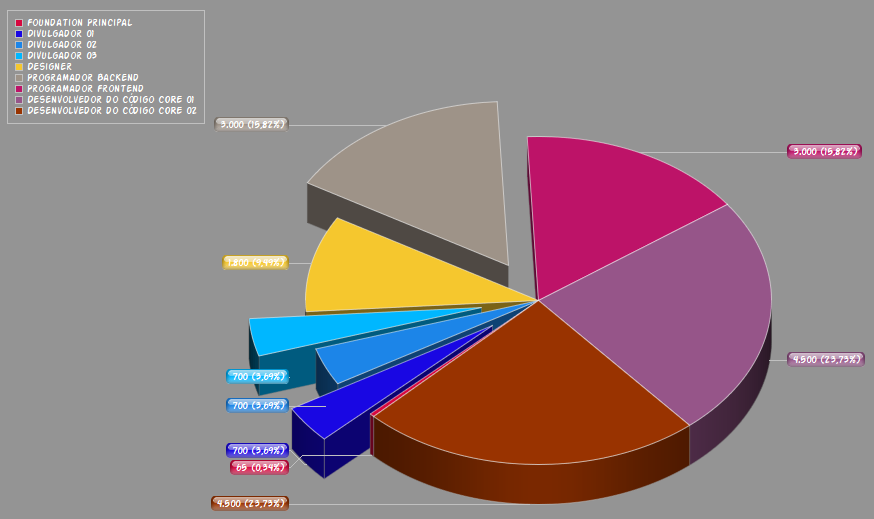 FOUNDATION PRINCIPAL
DIVULGADOR 01
DIVULGADOR 02
DIVULGADOR 03
DESIGNER
PROGRAMADOR BACKEND
PROGRAMADOR FRONTEND
DESENVOLVEDOR DO CÓDIGO CORE 01
DESENVOLVEDOR DO CÓDIGO CORE 02
3.000 (15,82%)
3.000 (15,82%)
1.800 (9,49%)
4.500 (23,73%)
700 (3,69%)
700 (3,69%)
700 (3,69%)
65 (0,34%)
4.500 (23,73%)